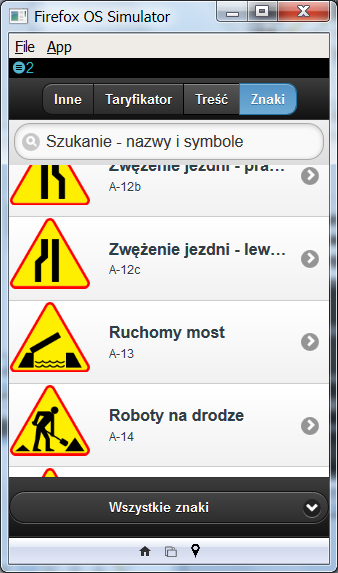 Firefox OS Simulator
File App
2
Inne Taryfikator Treść Znaki
Szukanie - nazwy i symbole
Zwężenie jezdni - pra...
A-12b
Zwężenie jezdni - lew...
A-12c
Ruchomy most
A-13
Roboty na drodze
A-14
Wszystkie znaki